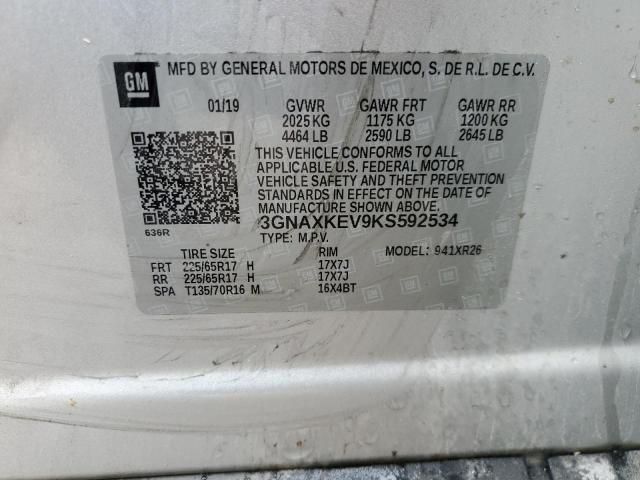 GM MFD BY GENERAL MOTORS DE MEXICO, S. DE R.L. DE C.V.
01/19 GVWR GAWR FRT GAWR RR
2025 KG 1175 KG 1200 KG
4464 LB 2590 LB 2645 LB
THIS VEHICLE CONFORMS TO ALL
APPLICABLE U.S. FEDERAL MOTOR
VEHICLE SAFETY AND THEFT PREVENTION
STANDARDS IN EFFECT ON THE DATE OF
MANUFACTURE SHOWN ABOVE.
636R 3GNAXKEV9KS592534
TYPE: M.P.V. MODEL: 941XR26
TIRE SIZE RIM
FRT 225/65R17 H 17X7J
RR 225/65R17 H 17X7J
SPA T135/70R16 M 16X4BT